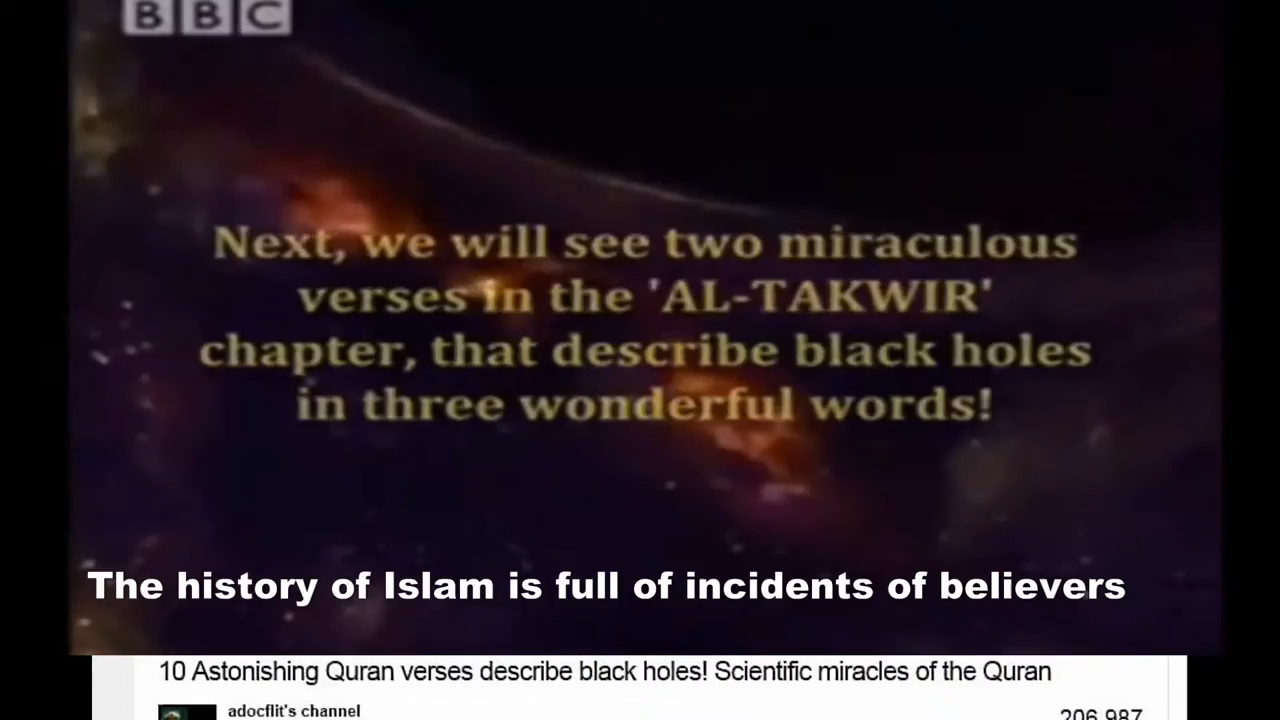 BBC
Next, we will see two miraculous
verses in the 'AL-TAKWIR'
chapter, that describe black holes
in three wonderful words!
The history of Islam is full of incidents of believers
10 Astonishing Quran verses describe black holes! Scientific miracles of the Quran
adocflit's channel
206,987